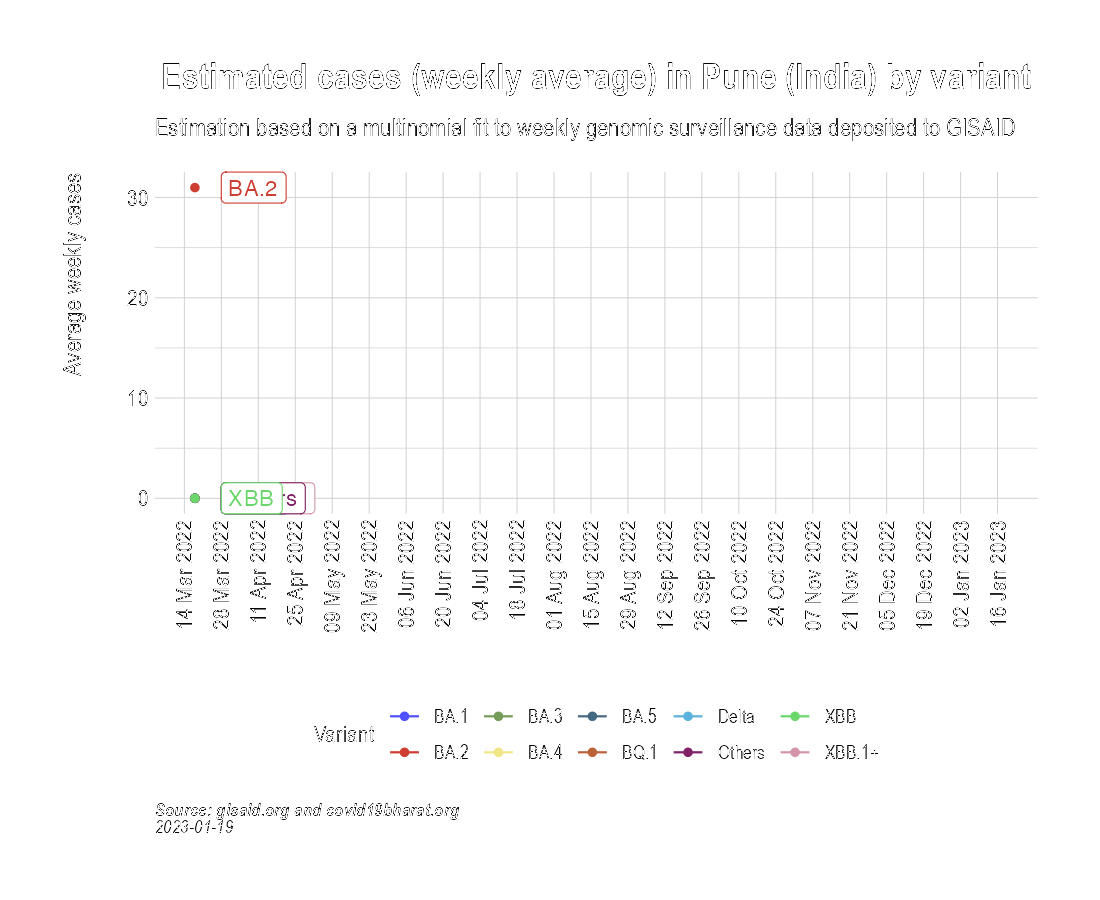 Estimated cases (weekly average) in Pune (India) by variant
Estimation based on a multinomial fit to weekly genomic surveillance data deposited to GISAID
Average weekly cases
30
20
10
0
BA.2
XBB
rs
14 Mar 2022
28 Mar 2022
11 Apr 2022
25 Apr 2022
09 May 2022
23 May 2022
06 Jun 2022
20 Jun 2022
04 Jul 2022
18 Jul 2022
01 Aug 2022
15 Aug 2022
29 Aug 2022
12 Sep 2022
26 Sep 2022
10 Oct 2022
24 Oct 2022
07 Nov 2022
21 Nov 2022
05 Dec 2022
19 Dec 2022
02 Jan 2023
16 Jan 2023
Variant
BA.1 BA.3 BA.5 Delta XBB
BA.2 BA.4 BQ.1 Others XBB.1+
Source: gisaid.org and covid19bharat.org
2023-01-19